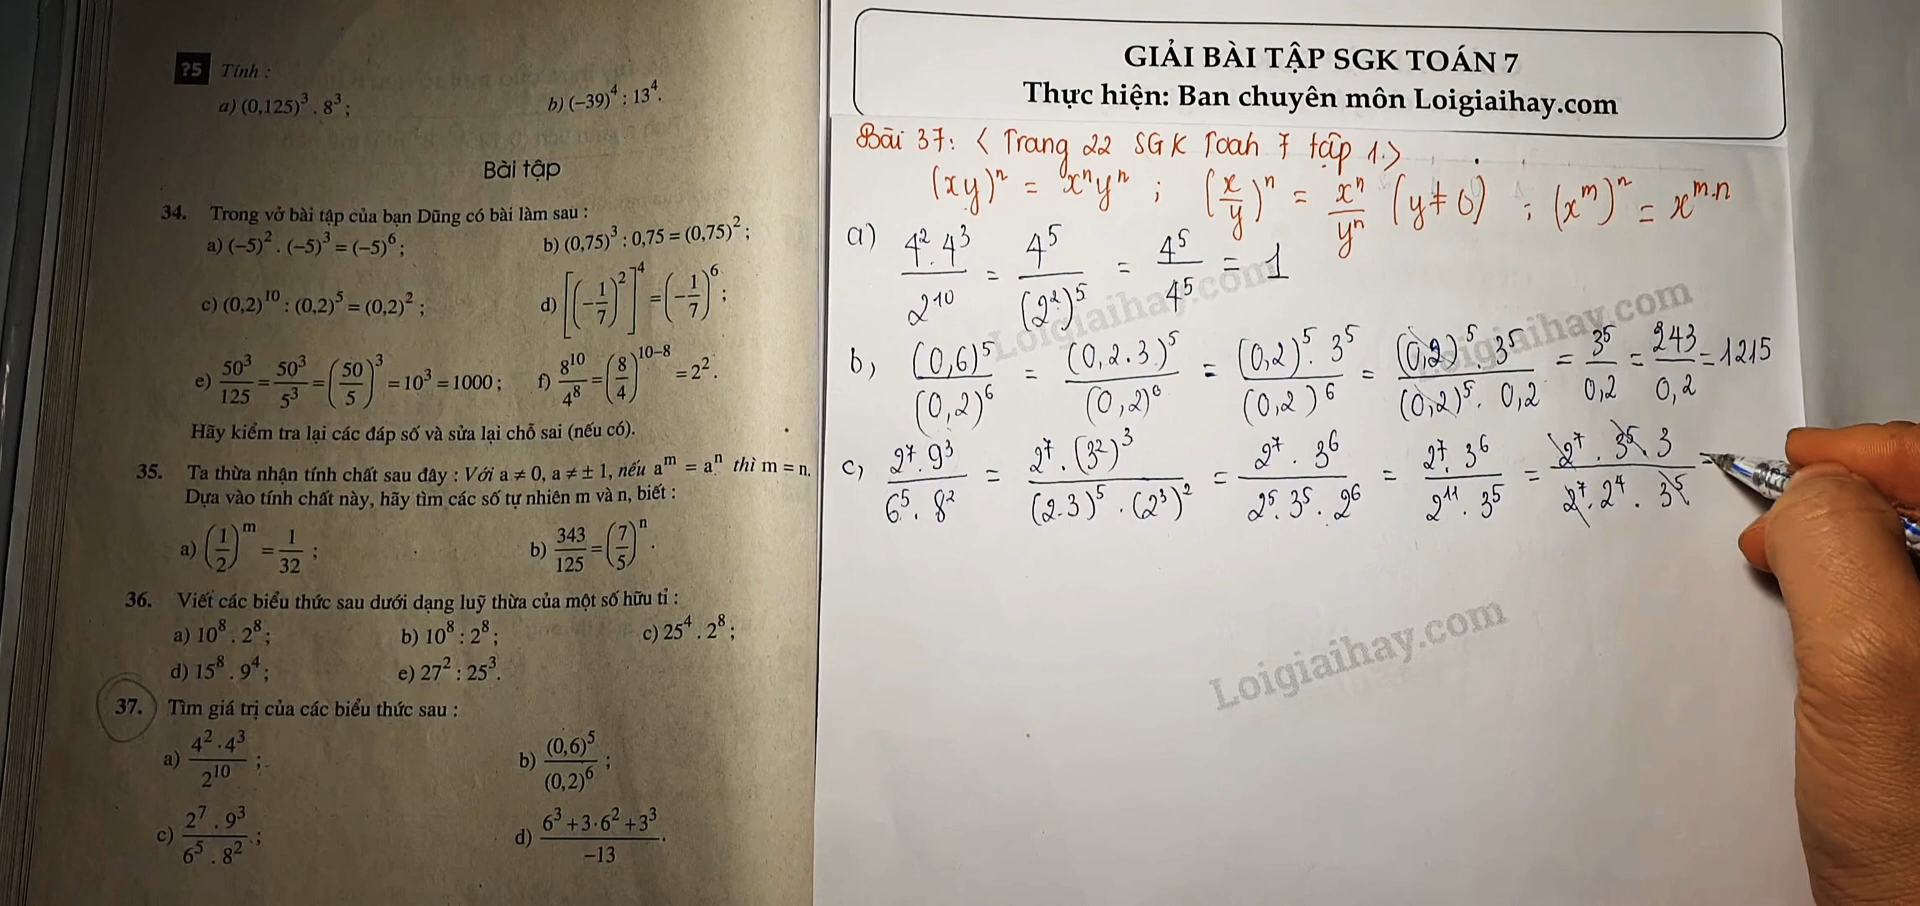 ?5 Tính :
a) (0,125)³ . 8³ ; b) (−39)⁴ : 13⁴.
Bài tập
34. Trong vở bài tập của bạn Dũng có bài làm sau :
a) (−5)² . (−5)³ = (−5)⁶ ; b) (0,75)³ : 0,75 = (0,75)² ;
c) (0,2)¹⁰ : (0,2)⁵ = (0,2)² ; d) [(−1/7)²]⁴ = (−1/7)⁶ ;
e) 50³/125 = 50³/5³ = (50/5)³ = 10³ = 1000 ; f) 8¹⁰/4⁸ = (8/4)¹⁰⁻⁸ = 2².
Hãy kiểm tra lại các đáp số và sửa lại chỗ sai (nếu có).
35. Ta thừa nhận tính chất sau đây : Với a ≠ 0, a ≠ ± 1, nếu aᵐ = aⁿ thì m = n.
Dựa vào tính chất này, hãy tìm các số tự nhiên m và n, biết :
a) (1/2)ᵐ = 1/32 ; b) 343/125 = (7/5)ⁿ.
36. Viết các biểu thức sau dưới dạng luỹ thừa của một số hữu tỉ :
a) 10⁸ . 2⁸ ; b) 10⁸ : 2⁸ ; c) 25⁴ . 2⁸ ;
d) 15⁸ . 9⁴ ; e) 27² : 25³.
37. Tìm giá trị của các biểu thức sau :
a) 4² . 4³/2¹⁰ ; b) (0,6)⁵/(0,2)⁶ ;
c) 2⁷ . 9³/6⁵ . 8² ; d) 6³ + 3 . 6² + 3³/−13 .
GIẢI BÀI TẬP SGK TOÁN 7
Thực hiện: Ban chuyên môn Loigiaihay.com
Bài 37: < Trang 22 SGK Toán 7 tập 1.>
(xy)ⁿ = xⁿyⁿ ; (x/y)ⁿ = xⁿ/yⁿ (y ≠ 0) ; (xᵐ)ⁿ = xᵐ·ⁿ
a) 4² . 4³/2¹⁰ = 4⁵/(2²)⁵ = 4⁵/4⁵ = 1
b, (0,6)⁵/(0,2)⁶ = (0,2 . 3)⁵/(0,2)⁶ = (0,2)⁵ . 3⁵/(0,2)⁶ = (0,2)⁵ . 3⁵/(0,2)⁵ . 0,2 = 3⁵/0,2 = 243/0,2 = 1215
c, 2⁷ . 9³/6⁵ . 8² = 2⁷ . (3²)³/(2.3)⁵ . (2³)² = 2⁷ . 3⁶/2⁵ . 3⁵ . 2⁶ = 2⁷ . 3⁶/2¹¹ . 3⁵ = 2⁷ . 3⁵ . 3/2⁷ . 2⁴ . 3⁵ =
Loigiaihay.com
Loigiaihay.com
Loigiaihay.com